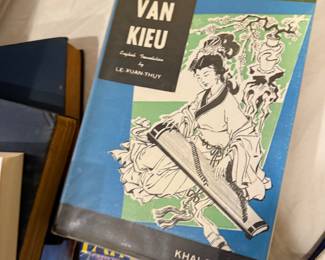 VAN
KIEU
English Translation
by
LE-XUAN-THUY
KHAI